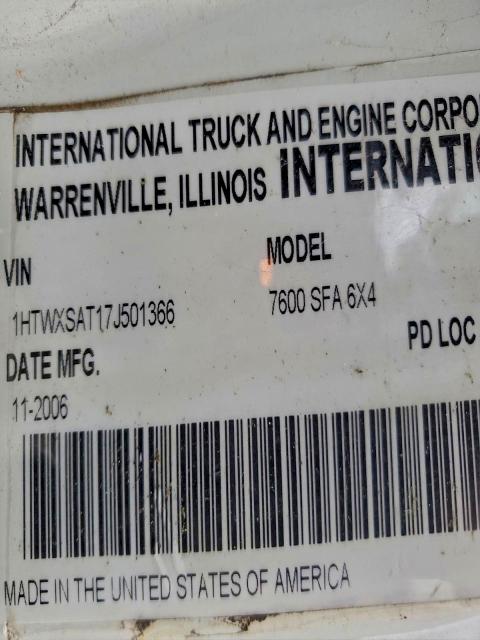 INTERNATIONAL TRUCK AND ENGINE CORPO
WARRENVILLE, ILLINOIS INTERNATI
VIN MODEL
1HTWXSAT17J501366 7600 SFA 6X4
DATE MFG. PD LOC
11-2006
MADE IN THE UNITED STATES OF AMERICA